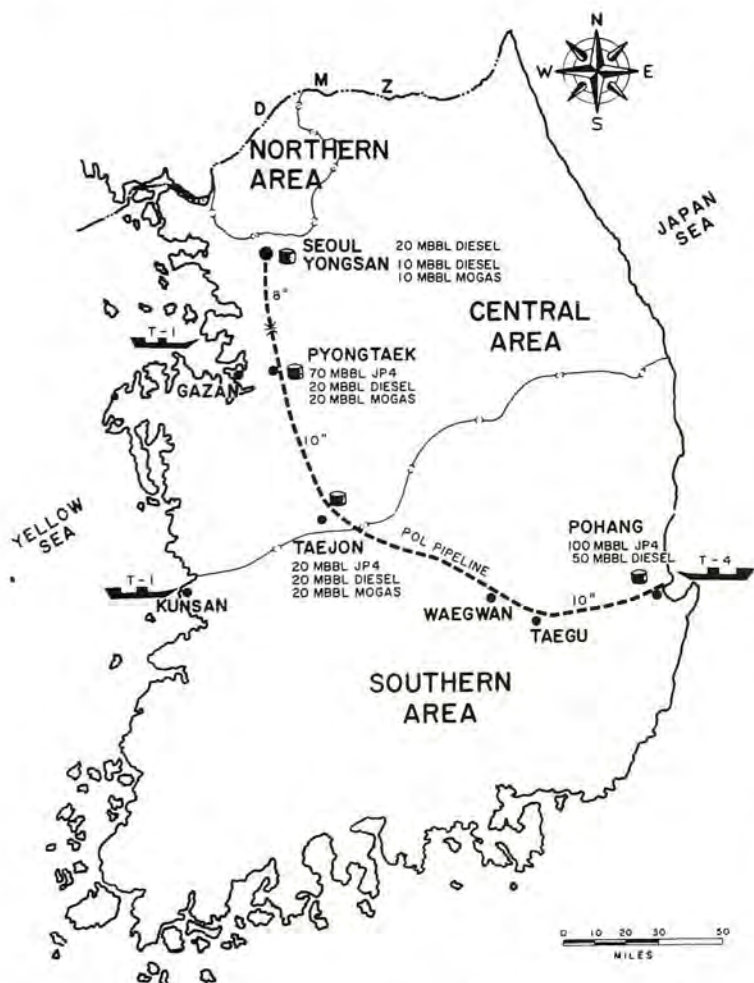 N
W E
S
D M Z
NORTHERN
AREA
JAPAN
SEA
SEOUL 20 MBBL DIESEL
YONGSAN 10 MBBL DIESEL
10 MBBL MOGAS
8"
CENTRAL
AREA
T-1
PYONGTAEK
70 MBBL JP4
20 MBBL DIESEL
20 MBBL MOGAS
GAZAN
10"
YELLOW
SEA
TAEJON
20 MBBL JP4
20 MBBL DIESEL
20 MBBL MOGAS
POL PIPELINE
POHANG
100 MBBL JP4
50 MBBL DIESEL
T-4
T-1
KUNSAN
WAEGWAN
10"
TAEGU
SOUTHERN
AREA
0 10 20 30 50
MILES